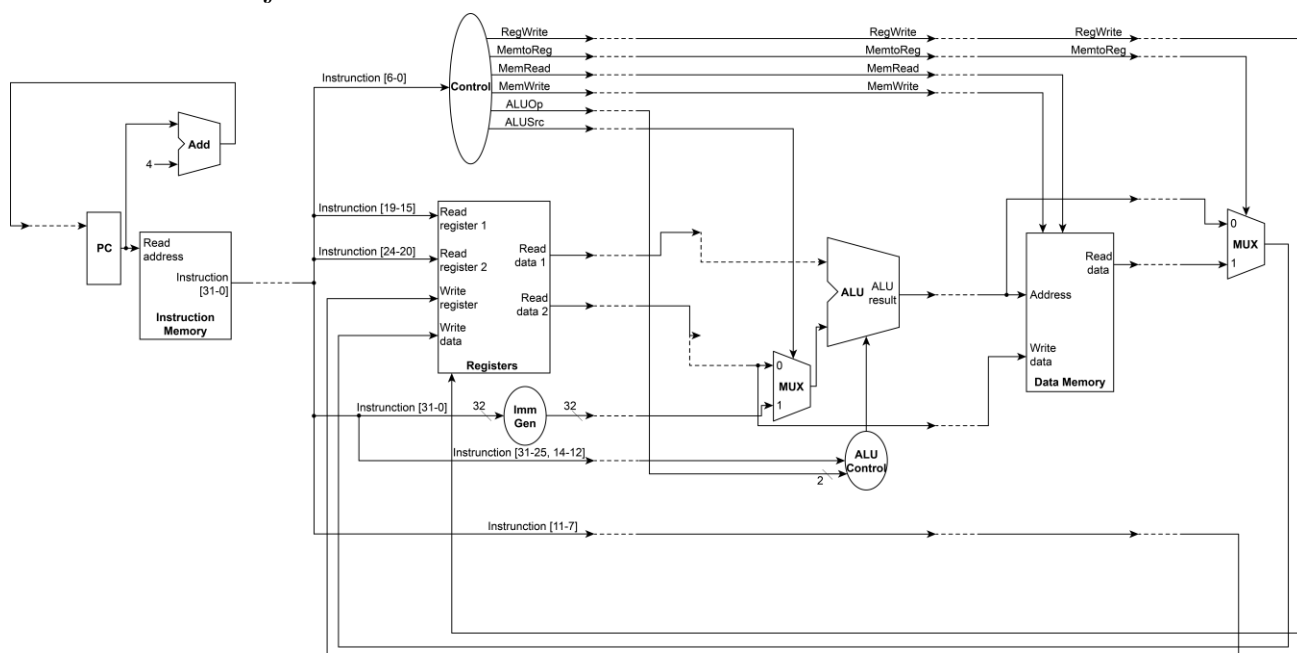 RegWrite
RegWrite
RegWrite
MemtoReg
MemtoReg
MemtoReg
Instrunction [6-0]
Control
MemRead
MemRead
MemWrite
MemWrite
ALUOp
ALUSrc
Add
4
PC
Read
address
Instruction
[31-0]
Instruction
Memory
Instrunction [19-15]
Read
register 1
Instrunction [24-20]
Read
register 2
Write
register
Write
data
Read
data 1
Read
data 2
Registers
ALU
ALU
result
0
MUX
1
Address
Write
data
Read
data
Data Memory
0
MUX
1
Instrunction [31-0]
32
Imm
Gen
32
Instrunction [31-25, 14-12]
2
ALU
Control
Instrunction [11-7]